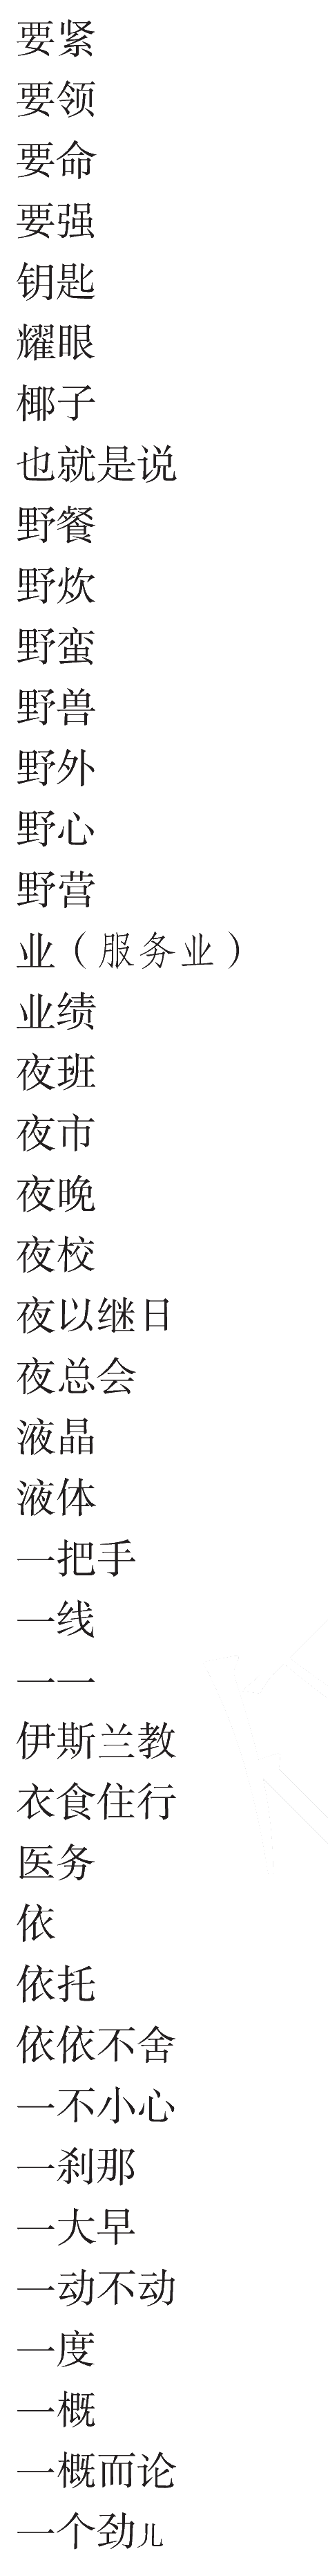 要紧
要领
要命
要强
钥匙
耀眼
椰子
也就是说
野餐
野炊
野蛮
野兽
野外
野心
野营
业（服务业）
业绩
夜班
夜市
夜晚
夜校
夜以继日
夜总会
液晶
液体
一把手
一线
一一
伊斯兰教
衣食住行
医务
依
依托
依依不舍
一不小心
一刹那
一大早
一动不动
一度
一概
一概而论
一个劲儿